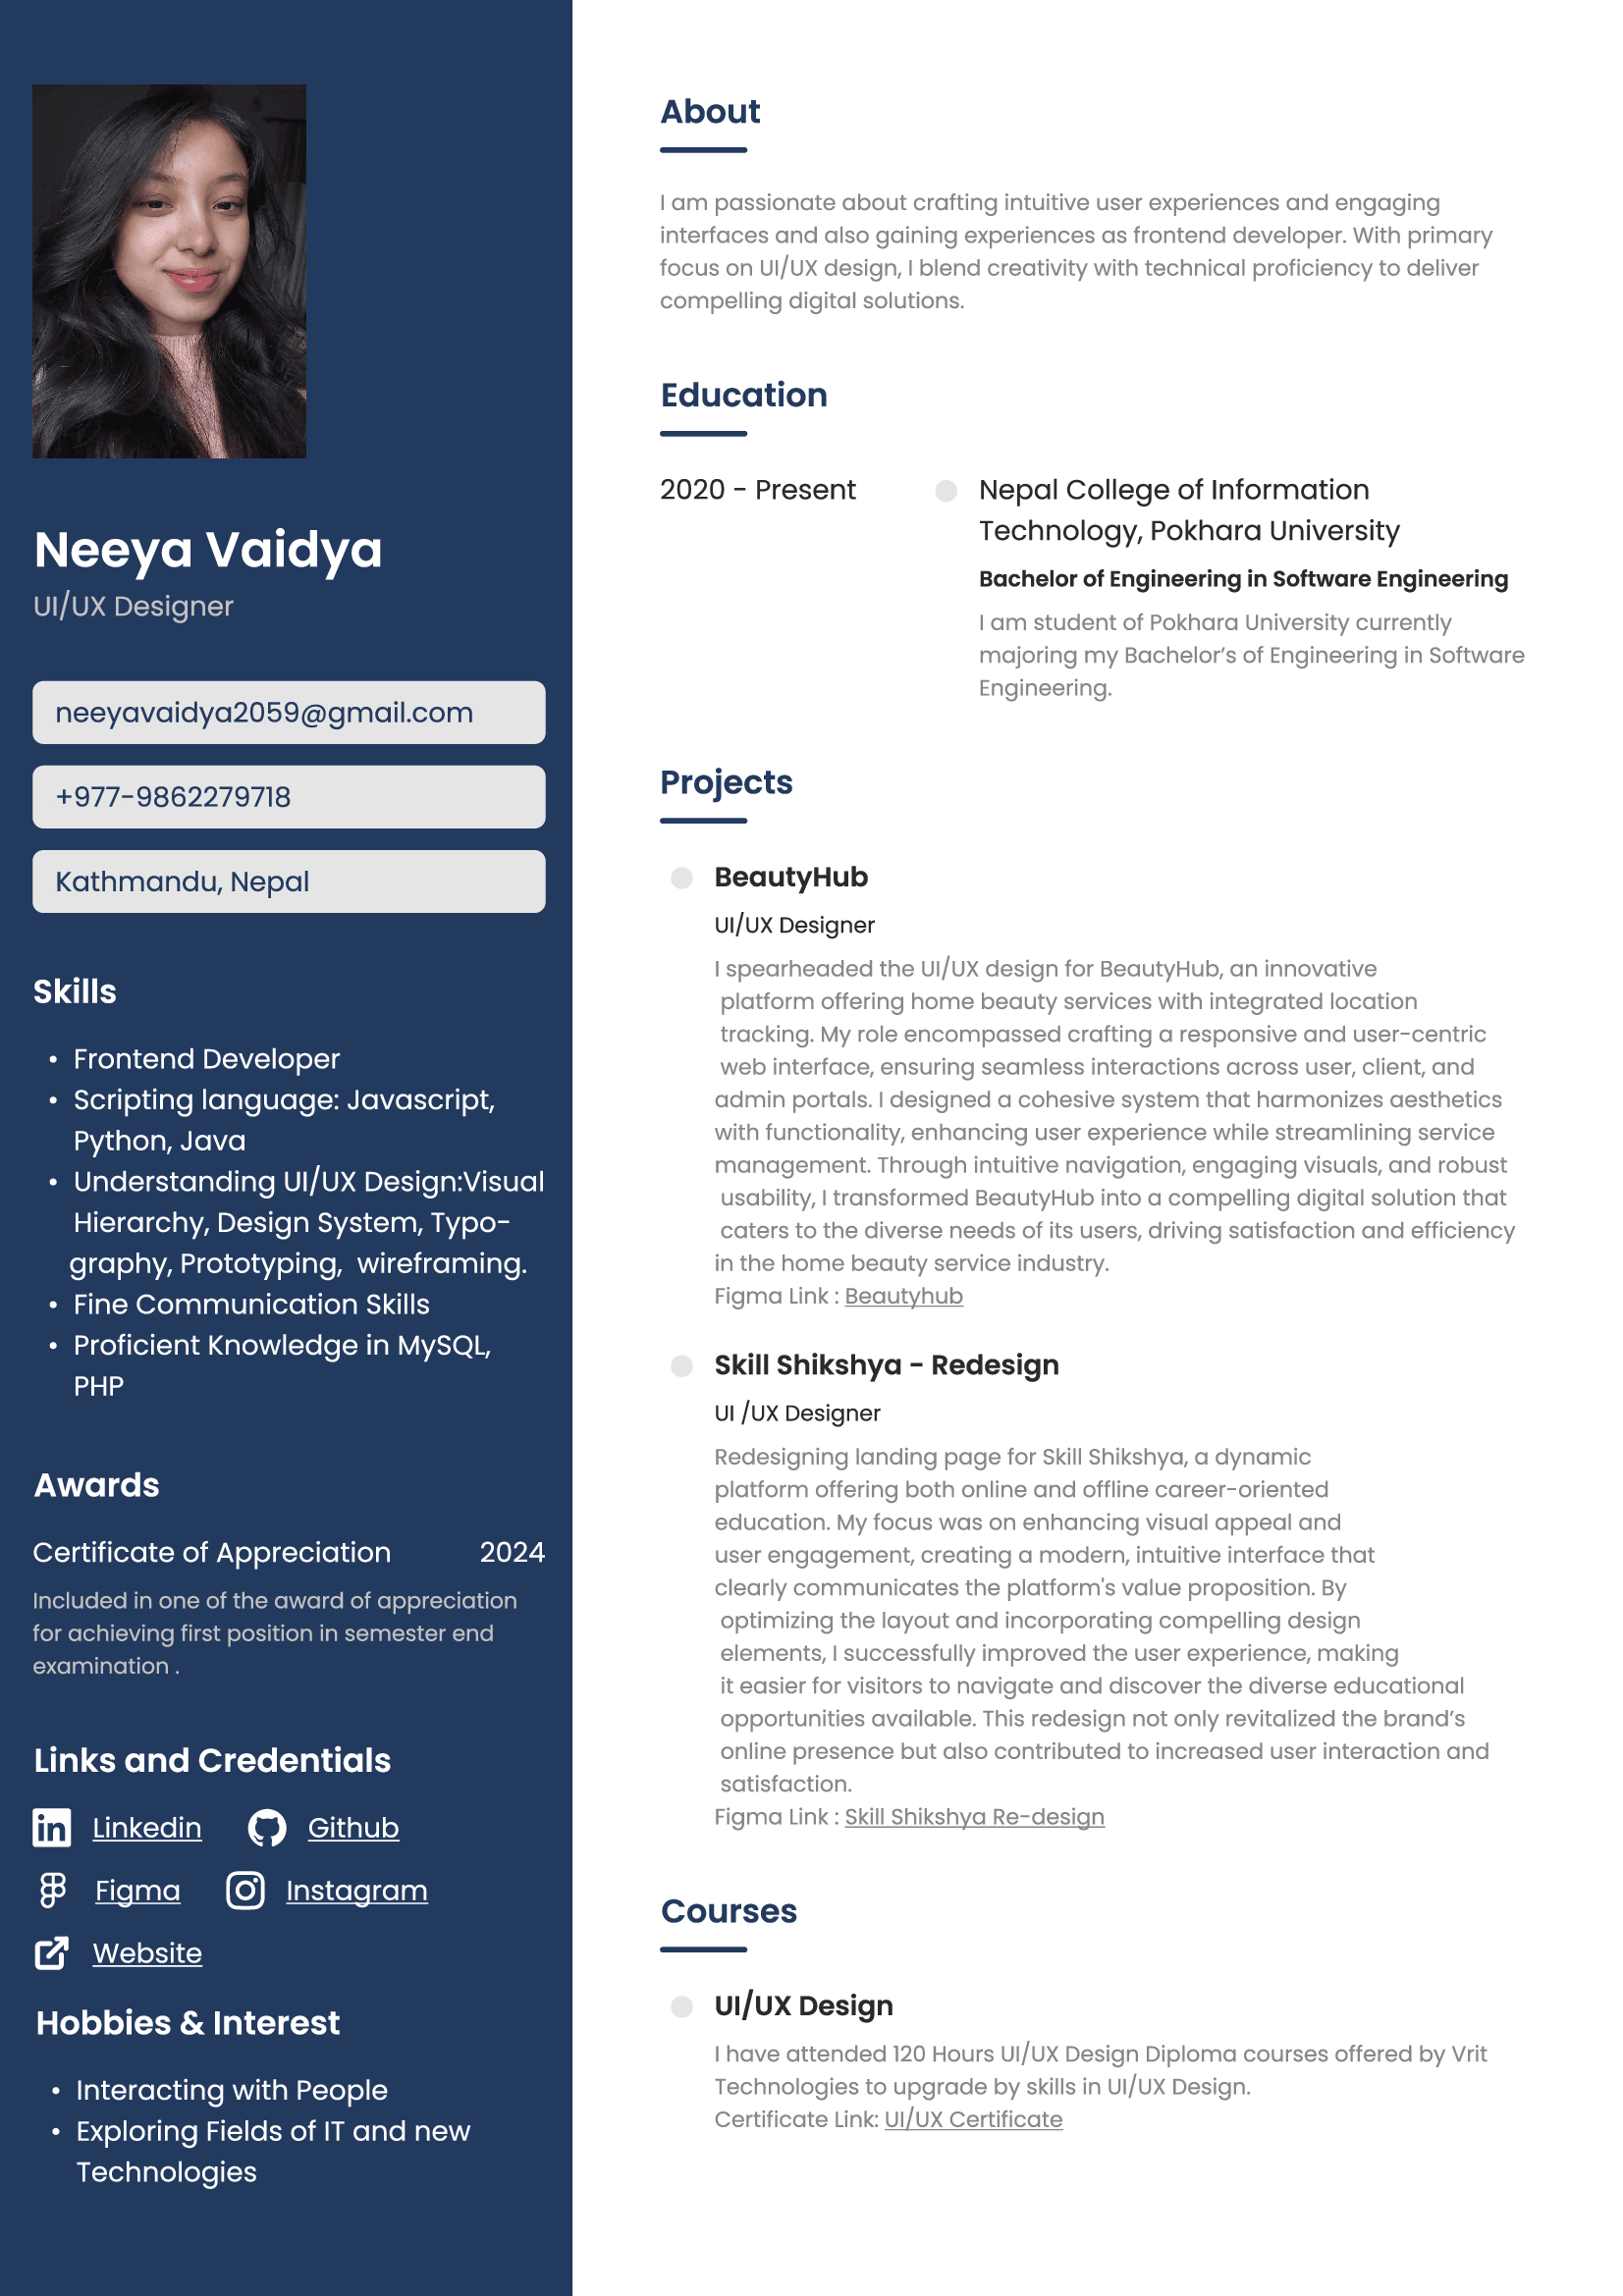 Neeya Vaidya
UI/UX Designer
neeyavaidya2059@gmail.com
+977-9862279718
Kathmandu, Nepal
Skills
• Frontend Developer
• Scripting language: Javascript,
Python, Java
• Understanding UI/UX Design:Visual
Hierarchy, Design System, Typo-
graphy, Prototyping,  wireframing.
• Fine Communication Skills
• Proficient Knowledge in MySQL,
PHP
Awards
Certificate of Appreciation 2024
Included in one of the award of appreciation
for achieving first position in semester end
examination .
Links and Credentials
Linkedin Github
Figma Instagram
Website
Hobbies & Interest
• Interacting with People
• Exploring Fields of IT and new
Technologies
About
I am passionate about crafting intuitive user experiences and engaging
interfaces and also gaining experiences as frontend developer. With primary
focus on UI/UX design, I blend creativity with technical proficiency to deliver
compelling digital solutions.
Education
2020 - Present
Nepal College of Information
Technology, Pokhara University
Bachelor of Engineering in Software Engineering
I am student of Pokhara University currently
majoring my Bachelor’s of Engineering in Software
Engineering.
Projects
BeautyHub
UI/UX Designer
I spearheaded the UI/UX design for BeautyHub, an innovative
platform offering home beauty services with integrated location
tracking. My role encompassed crafting a responsive and user-centric
web interface, ensuring seamless interactions across user, client, and
admin portals. I designed a cohesive system that harmonizes aesthetics
with functionality, enhancing user experience while streamlining service
management. Through intuitive navigation, engaging visuals, and robust
usability, I transformed BeautyHub into a compelling digital solution that
caters to the diverse needs of its users, driving satisfaction and efficiency
in the home beauty service industry.
Figma Link : Beautyhub
Skill Shikshya - Redesign
UI /UX Designer
Redesigning landing page for Skill Shikshya, a dynamic
platform offering both online and offline career-oriented
education. My focus was on enhancing visual appeal and
user engagement, creating a modern, intuitive interface that
clearly communicates the platform's value proposition. By
optimizing the layout and incorporating compelling design
elements, I successfully improved the user experience, making
it easier for visitors to navigate and discover the diverse educational
opportunities available. This redesign not only revitalized the brand’s
online presence but also contributed to increased user interaction and
satisfaction.
Figma Link : Skill Shikshya Re-design
Courses
UI/UX Design
I have attended 120 Hours UI/UX Design Diploma courses offered by Vrit
Technologies to upgrade by skills in UI/UX Design.
Certificate Link: UI/UX Certificate